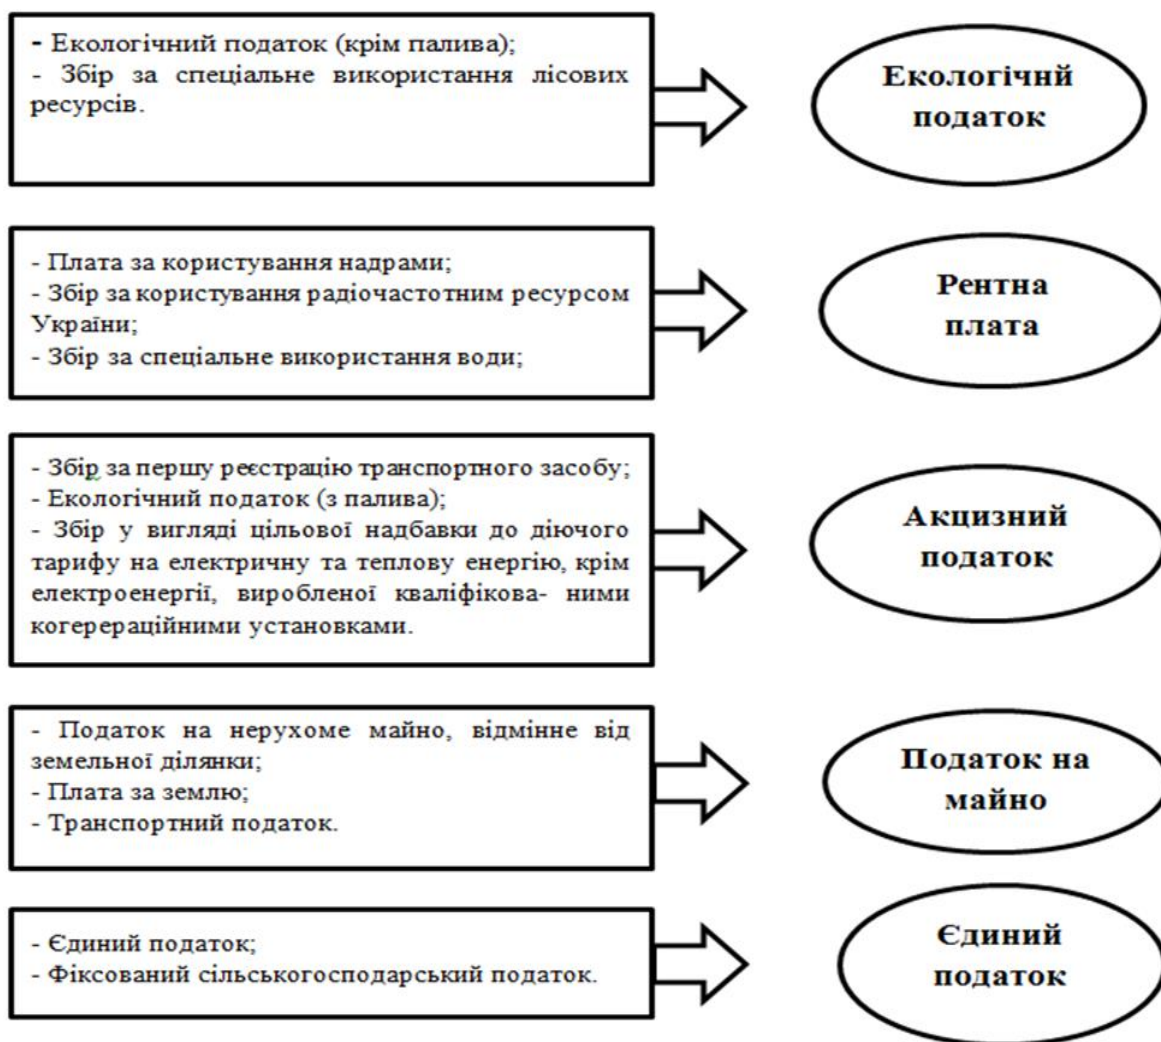 - Екологічний податок (крім палива);
- Збір за спеціальне використання лісових
ресурсів.
Екологічнй
податок
- Плата за користування надрами;
- Збір за користування радіочастотним ресурсом
України;
- Збір за спеціальне використання води;
Рентна
плата
- Збір за першу реєстрацію транспортного засобу;
- Екологічний податок (з палива);
- Збір у вигляді цільової надбавки до діючого
тарифу на електричну та теплову енергію, крім
електроенергії, виробленої кваліфікова- ними
когерераційними установками.
Акцизний
податок
- Податок на нерухоме майно, відмінне від
земельної ділянки;
- Плата за землю;
- Транспортний податок.
Податок на
майно
- Єдиний податок;
- Фіксований сільськогосподарський податок.
Єдиний
податок